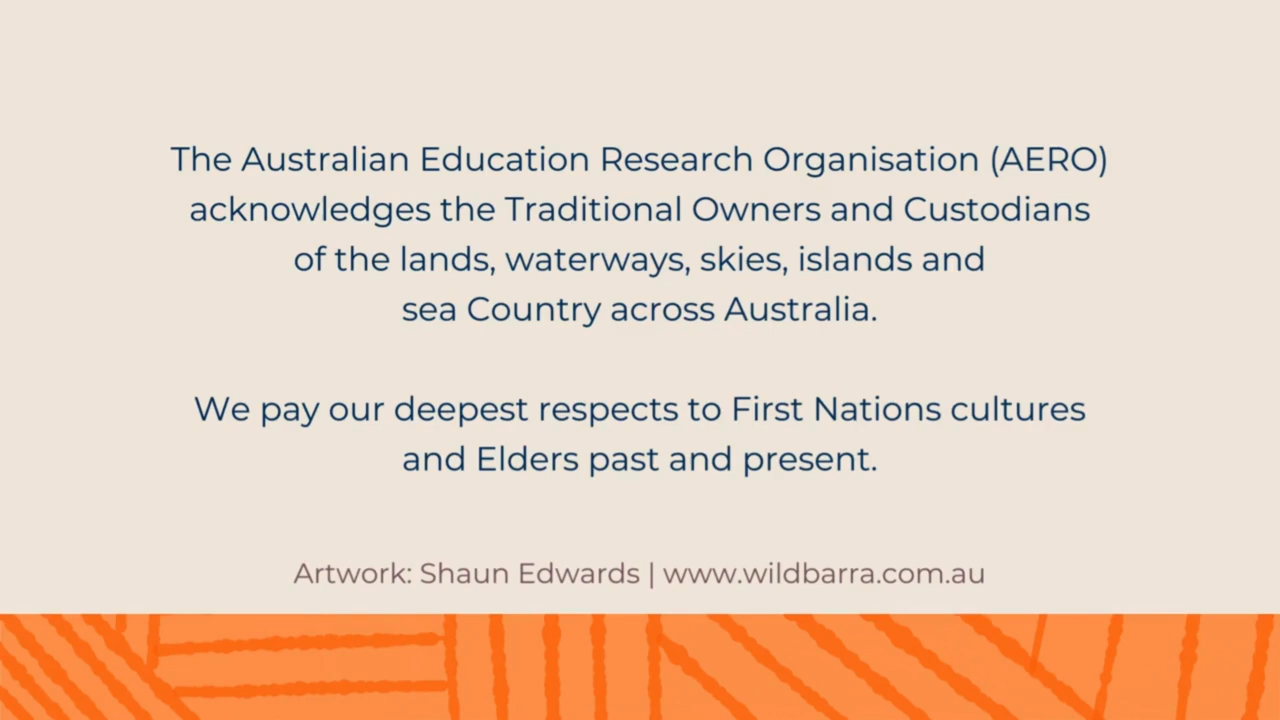 The Australian Education Research Organisation (AERO)
acknowledges the Traditional Owners and Custodians
of the lands, waterways, skies, islands and
sea Country across Australia.
We pay our deepest respects to First Nations cultures
and Elders past and present.
Artwork: Shaun Edwards | www.wildbarra.com.au